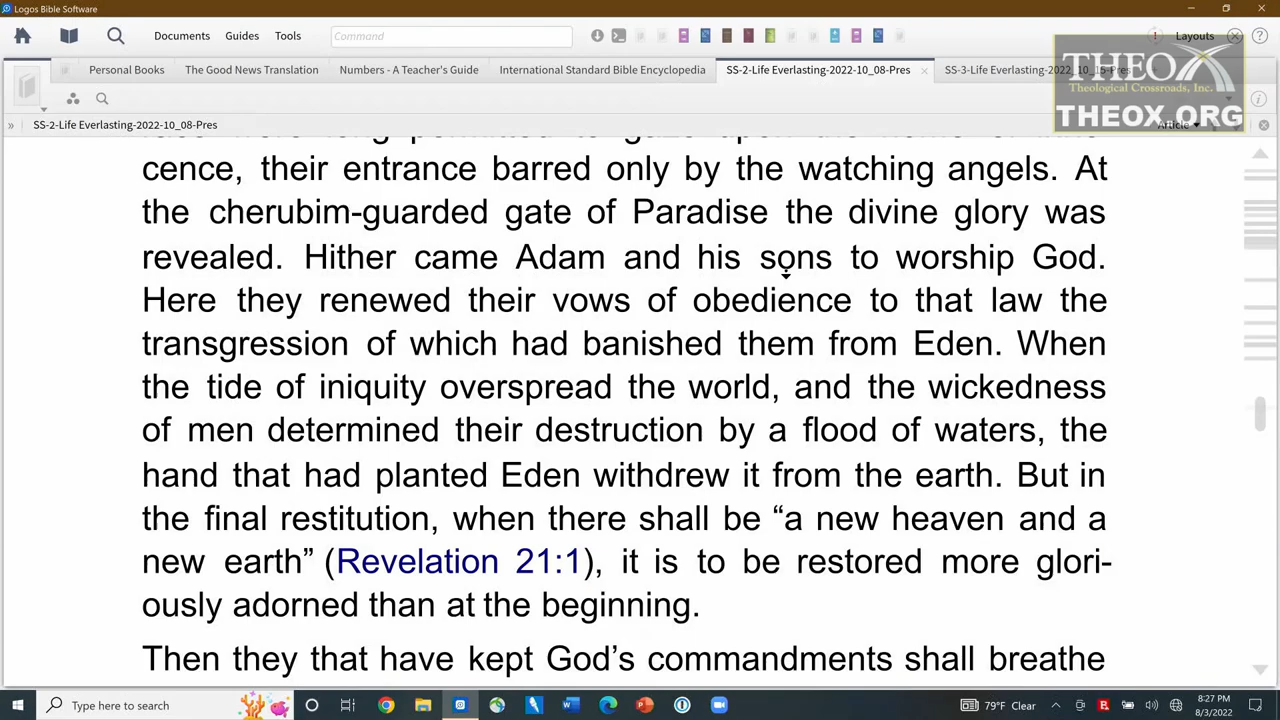 Logos Bible Software
Documents Guides Tools Command Layouts
Personal Books The Good News Translation International Standard Bible Encyclopedia SS-2-Life Everlasting-2022-10_08-Pres SS-3-Life Everlasting-2022_10_15-Pres
THEOX
Theological Crossroads, Inc.
THEOX.ORG
SS-2-Life Everlasting-2022-10_08-Pres Article
cence, their entrance barred only by the watching angels. At
the cherubim-guarded gate of Paradise the divine glory was
revealed. Hither came Adam and his sons to worship God.
Here they renewed their vows of obedience to that law the
transgression of which had banished them from Eden. When
the tide of iniquity overspread the world, and the wickedness
of men determined their destruction by a flood of waters, the
hand that had planted Eden withdrew it from the earth. But in
the final restitution, when there shall be “a new heaven and a
new earth” (Revelation 21:1), it is to be restored more glori-
ously adorned than at the beginning.
Then they that have kept God’s commandments shall breathe
Type here to search
79°F Clear
8:27 PM
8/3/2022